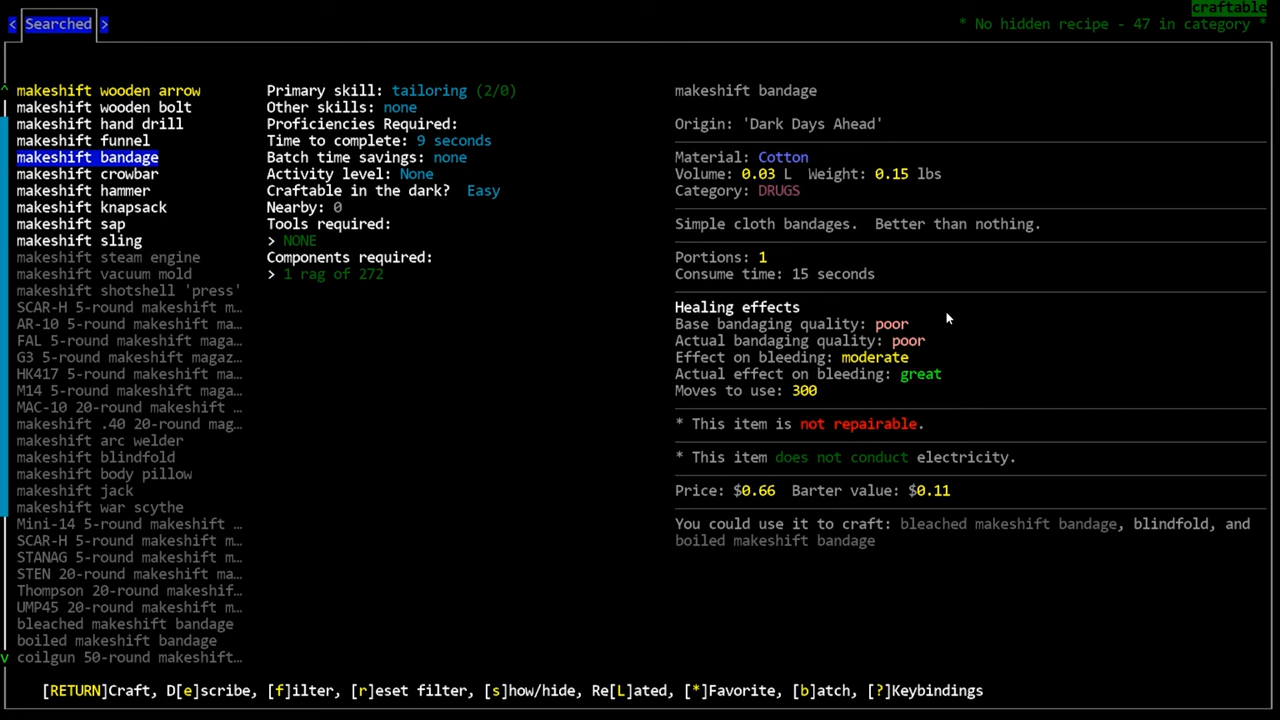 craftable
< Searched >
* No hidden recipe - 47 in category *
^ makeshift wooden arrow
makeshift wooden bolt
makeshift hand drill
makeshift funnel
makeshift bandage
makeshift crowbar
makeshift hammer
makeshift knapsack
makeshift sap
makeshift sling
makeshift steam engine
makeshift vacuum mold
makeshift shotshell 'press'
SCAR-H 5-round makeshift m…
AR-10 5-round makeshift ma…
FAL 5-round makeshift maga…
G3 5-round makeshift magaz…
HK417 5-round makeshift ma…
M14 5-round makeshift maga…
MAC-10 20-round makeshift …
makeshift .40 20-round mag…
makeshift arc welder
makeshift blindfold
makeshift body pillow
makeshift jack
makeshift war scythe
Mini-14 5-round makeshift …
SCAR-H 5-round makeshift m…
STANAG 5-round makeshift m…
STEN 20-round makeshift ma…
Thompson 20-round makeshif…
UMP45 20-round makeshift m…
bleached makeshift bandage
boiled makeshift bandage
v coilgun 50-round makeshift…
Primary skill: tailoring (2/0)
Other skills: none
Proficiencies Required:
Time to complete: 9 seconds
Batch time savings: none
Activity level: None
Craftable in the dark? Easy
Nearby: 0
Tools required:
> NONE
Components required:
> 1 rag of 272
makeshift bandage
Origin: 'Dark Days Ahead'
Material: Cotton
Volume: 0.03 L Weight: 0.15 lbs
Category: DRUGS
Simple cloth bandages. Better than nothing.
Portions: 1
Consume time: 15 seconds
Healing effects
Base bandaging quality: poor
Actual bandaging quality: poor
Effect on bleeding: moderate
Actual effect on bleeding: great
Moves to use: 300
* This item is not repairable.
* This item does not conduct electricity.
Price: $0.66 Barter value: $0.11
You could use it to craft: bleached makeshift bandage, blindfold, and
boiled makeshift bandage
[RETURN]Craft, D[e]scribe, [f]ilter, [r]eset filter, [s]how/hide, Re[L]ated, [*]Favorite, [b]atch, [?]Keybindings